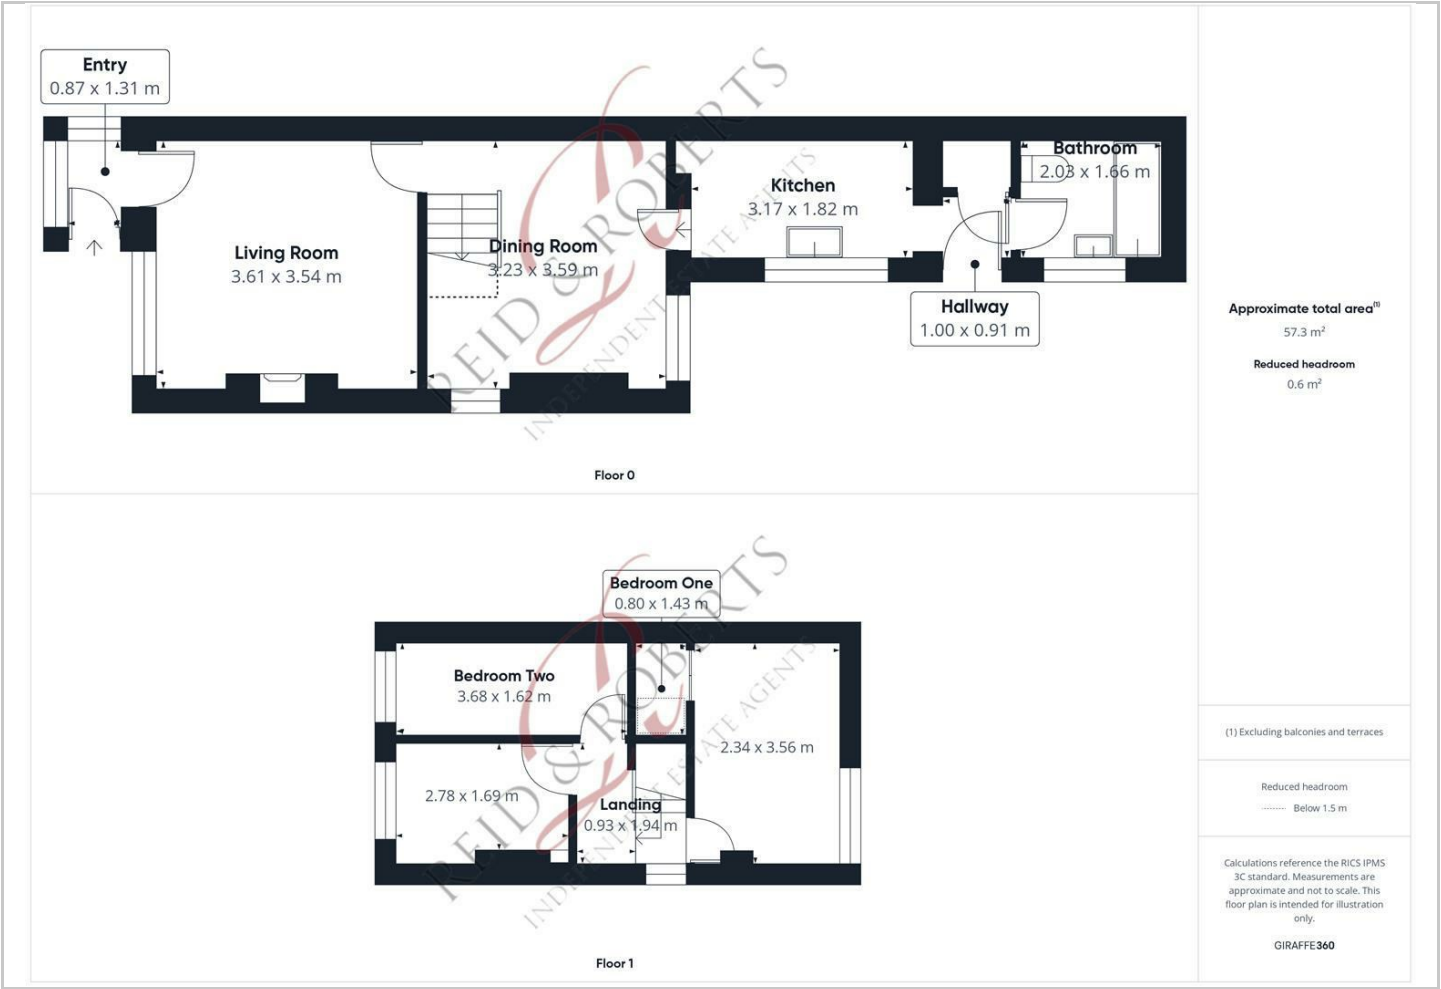 Entry
0.87 x 1.31 m
Living Room
3.61 x 3.54 m
Dining Room
3.23 x 3.59 m
Kitchen
3.17 x 1.82 m
Bathroom
2.03 x 1.66 m
Hallway
1.00 x 0.91 m
REID & ROBERTS
INDEPENDENT ESTATE AGENTS
Floor 0
Bedroom One
0.80 x 1.43 m
Bedroom Two
3.68 x 1.62 m
2.34 x 3.56 m
2.78 x 1.69 m
Landing
0.93 x 1.94 m
REID & ROBERTS
INDEPENDENT ESTATE AGENTS
Floor 1
Approximate total area(1)
57.3 m²
Reduced headroom
0.6 m²
(1) Excluding balconies and terraces
Reduced headroom
Below 1.5 m
Calculations reference the RICS IPMS
3C standard. Measurements are
approximate and not to scale. This
floor plan is intended for illustration
only.
GIRAFFE360